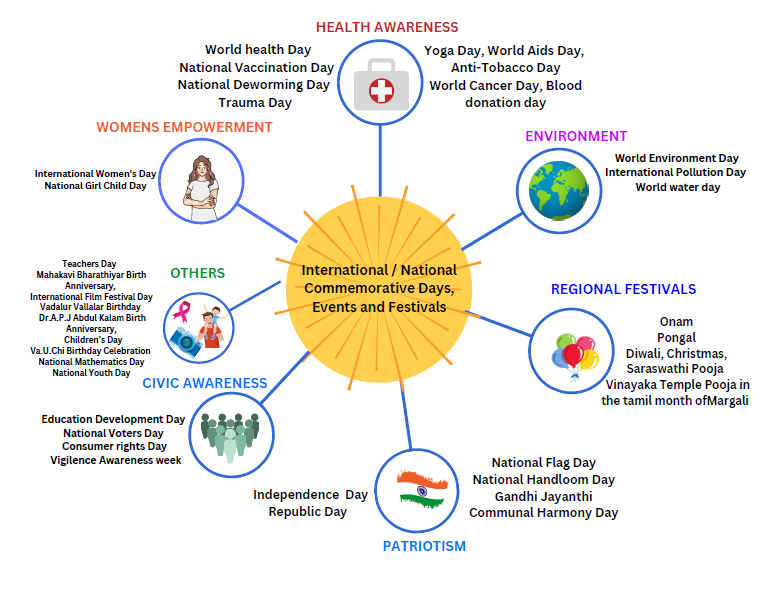 HEALTH AWARENESS
World health Day
National Vaccination Day
National Deworming Day
Trauma Day
Yoga Day, World Aids Day,
Anti-Tobacco Day
World Cancer Day, Blood
donation day
WOMENS EMPOWERMENT
International Women's Day
National Girl Child Day
ENVIRONMENT
World Environment Day
International Pollution Day
World water day
International / National
Commemorative Days,
Events and Festivals
OTHERS
Teachers Day
Mahakavi Bharathiyar Birth
Anniversary,
International Film Festival Day
Vadalur Vallalar Birthday
Dr.A.P.J Abdul Kalam Birth
Anniversary,
Children's Day
Va.U.Chi Birthday Celebration
National Mathematics Day
National Youth Day
REGIONAL FESTIVALS
Onam
Pongal
Diwali, Christmas,
Saraswathi Pooja
Vinayaka Temple Pooja in
the tamil month ofMargali
CIVIC AWARENESS
Education Development Day
National Voters Day
Consumer rights Day
Vigilence Awareness week
Independence Day
Republic Day
National Flag Day
National Handloom Day
Gandhi Jayanthi
Communal Harmony Day
PATRIOTISM